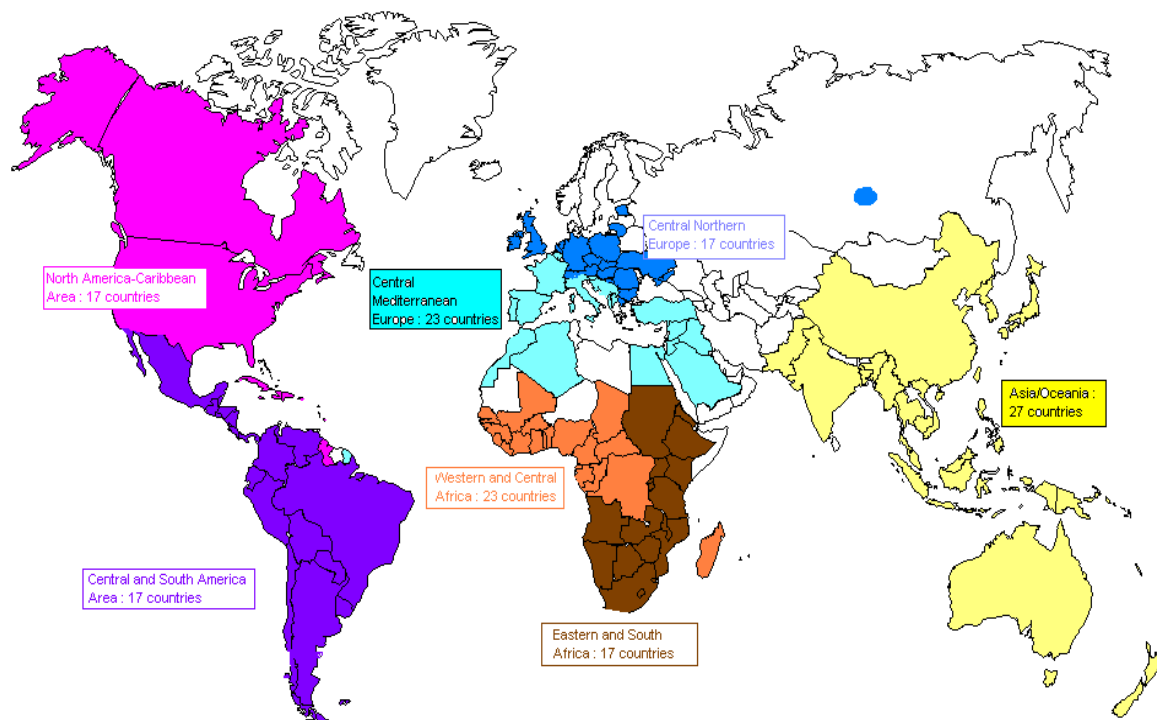 Central Northern
Europe : 17 countries
North America-Caribbean
Area : 17 countries
Central
Mediterranean
Europe : 23 countries
Asia/Oceania :
27 countries
Western and Central
Africa : 23 countries
Central and South America
Area : 17 countries
Eastern and South
Africa : 17 countries